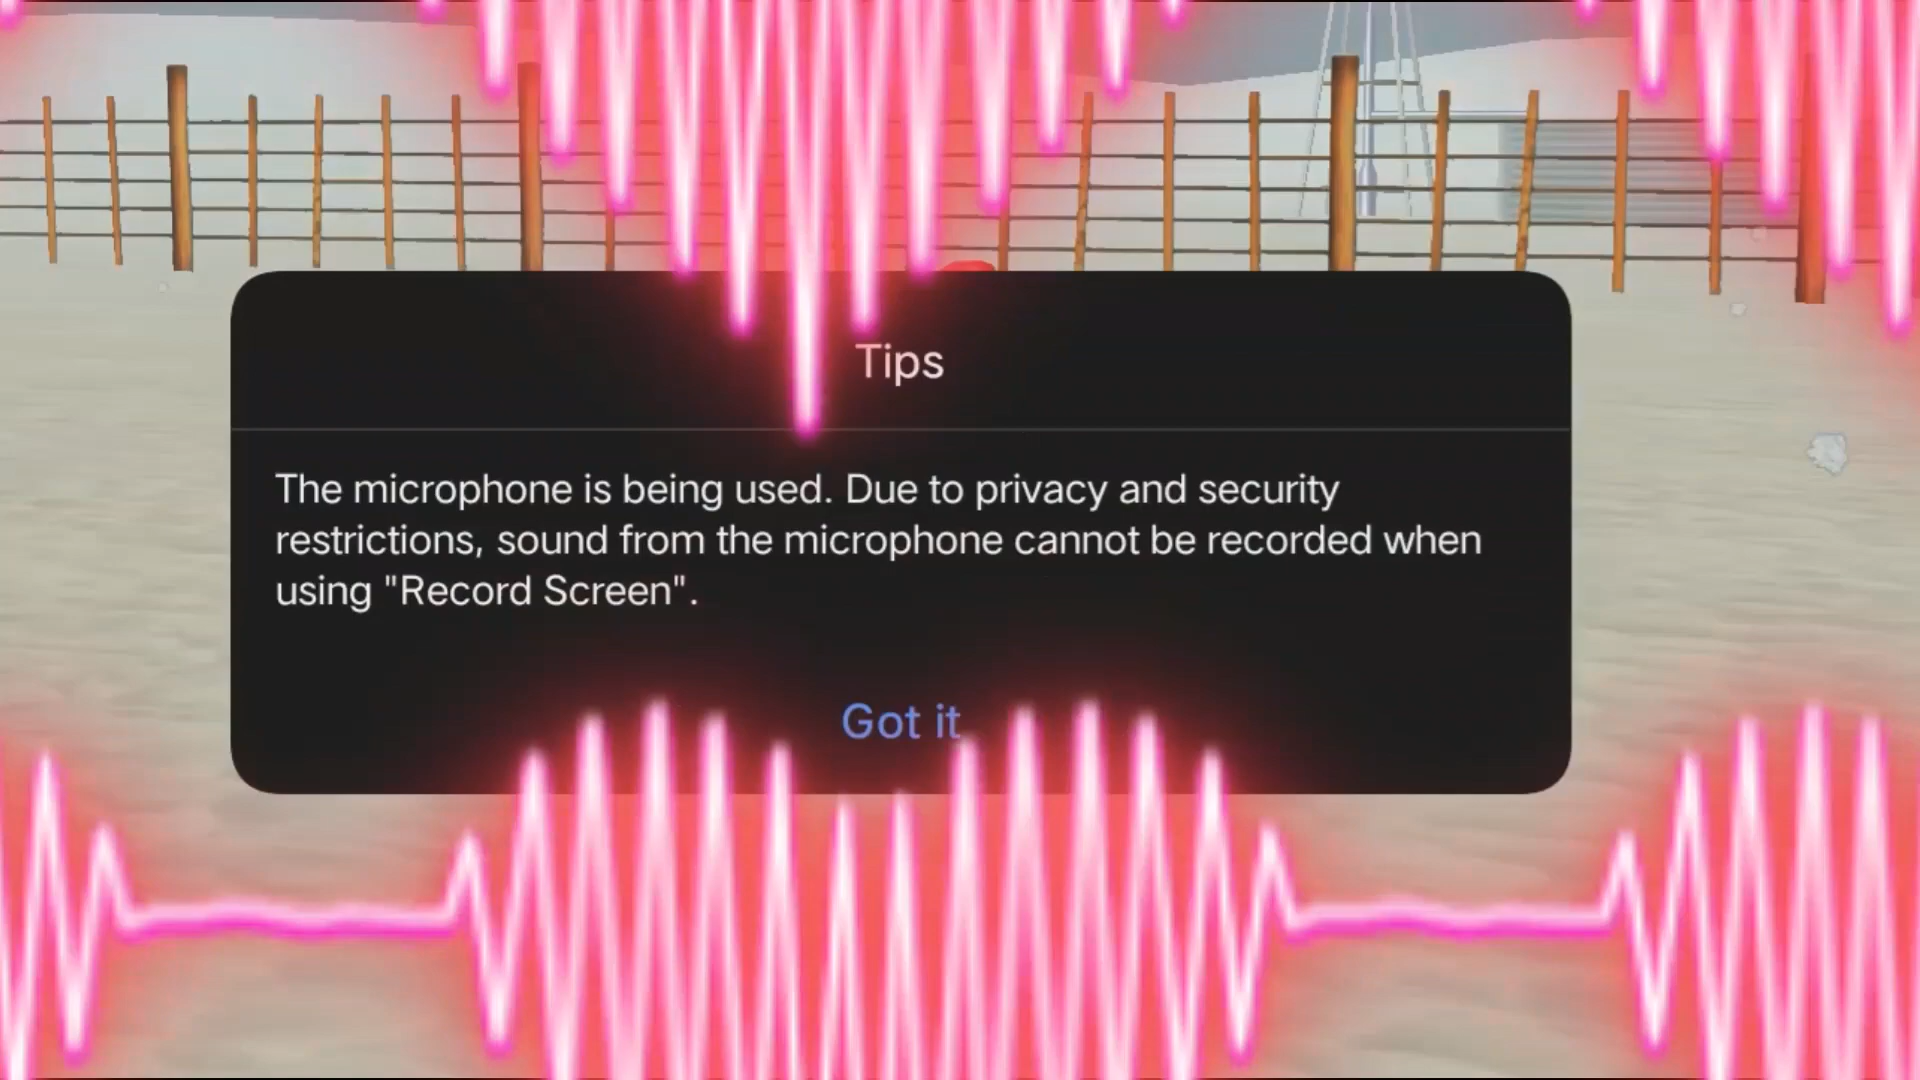 Tips
The microphone is being used. Due to privacy and security
restrictions, sound from the microphone cannot be recorded when
using "Record Screen".
Got it